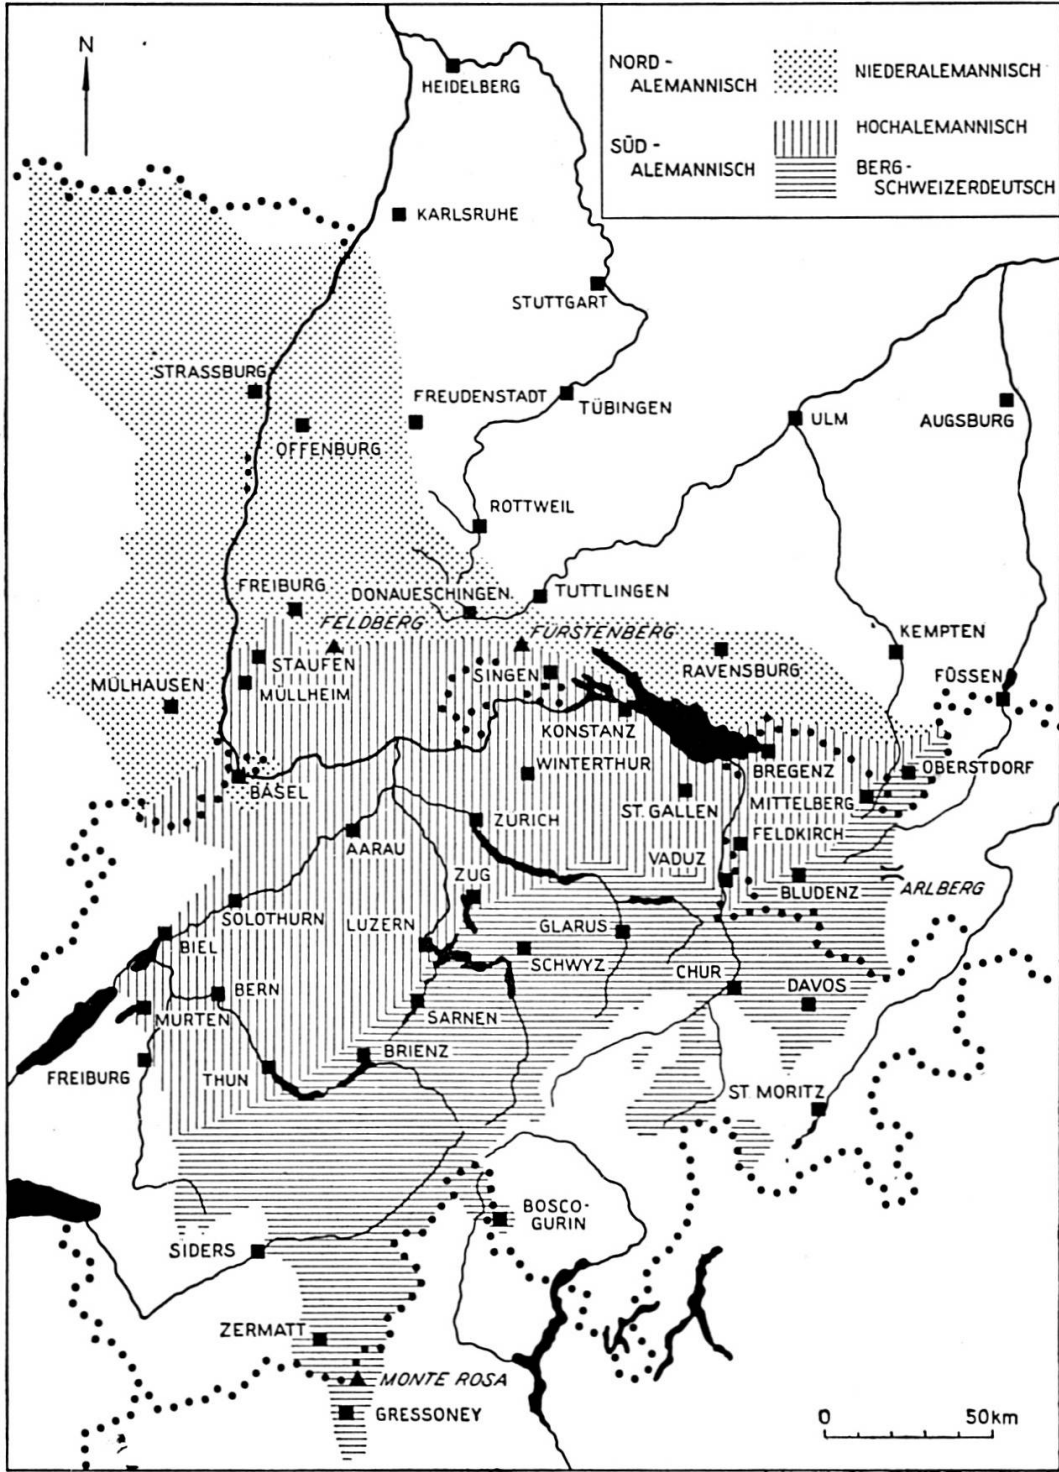 N
NORD-
ALEMANNISCH
NIEDERALEMANNISCH
HOCHALEMANNISCH
SÜD-
ALEMANNISCH
BERG-
SCHWEIZERDEUTSCH
HEIDELBERG
KARLSRUHE
STUTTGART
STRASSBURG
FREUDENSTADT
TÜBINGEN
ULM
AUGSBURG
OFFENBURG
ROTTWEIL
FREIBURG
DONAUESCHINGEN
TUTTLINGEN
FELDBERG
FÜRSTENBERG
KEMPTEN
STAUFEN
SINGEN
RAVENSBURG
FÜSSEN
MÜLHAUSEN
MÜLLHEIM
KONSTANZ
WINTERTHUR
BREGENZ
OBERSTDORF
BASEL
ST. GALLEN
MITTELBERG
ZÜRICH
FELDKIRCH
AARAU
VADUZ
ZUG
BLUDENZ
ARLBERG
SOLOTHURN
LUZERN
GLARUS
BIEL
SCHWYZ
CHUR
DAVOS
BERN
MURTEN
SARNEN
BRIENZ
FREIBURG
THUN
ST. MORITZ
BOSCO-
GURIN
SIDERS
ZERMATT
MONTE ROSA
GRESSONEY
0 50km